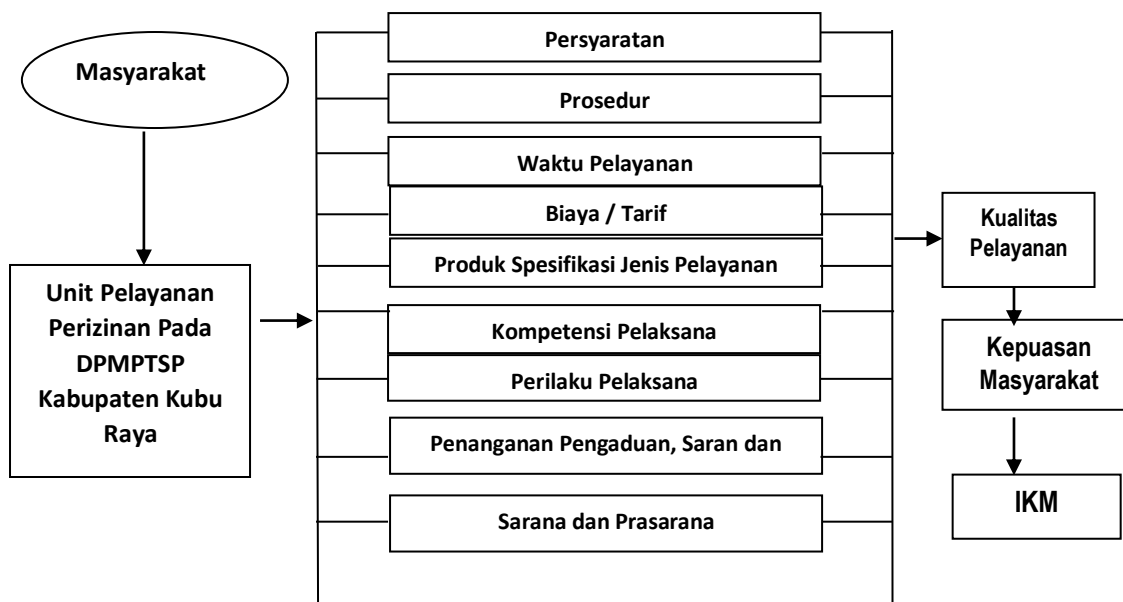 Masyarakat
Unit Pelayanan
Perizinan Pada
DPMPTSP
Kabupaten Kubu
Raya
Persyaratan
Prosedur
Waktu Pelayanan
Biaya / Tarif
Produk Spesifikasi Jenis Pelayanan
Kompetensi Pelaksana
Perilaku Pelaksana
Penanganan Pengaduan, Saran dan
Sarana dan Prasarana
Kualitas
Pelayanan
Kepuasan
Masyarakat
IKM